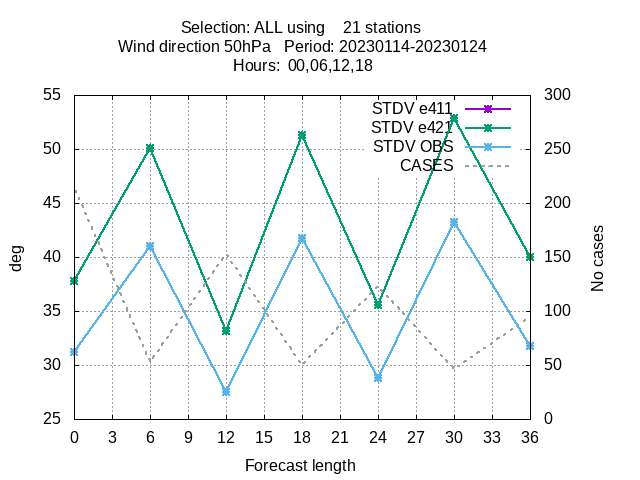 Selection: ALL using    21 stations
Wind direction 50hPa   Period: 20230114-20230124
Hours:  00,06,12,18
55 300
STDV e411
STDV e421
50 250
STDV OBS
CASES
45 200
40 150
deg
No cases
35 100
30 50
25 0
0 3 6 9 12 15 18 21 24 27 30 33 36
Forecast length